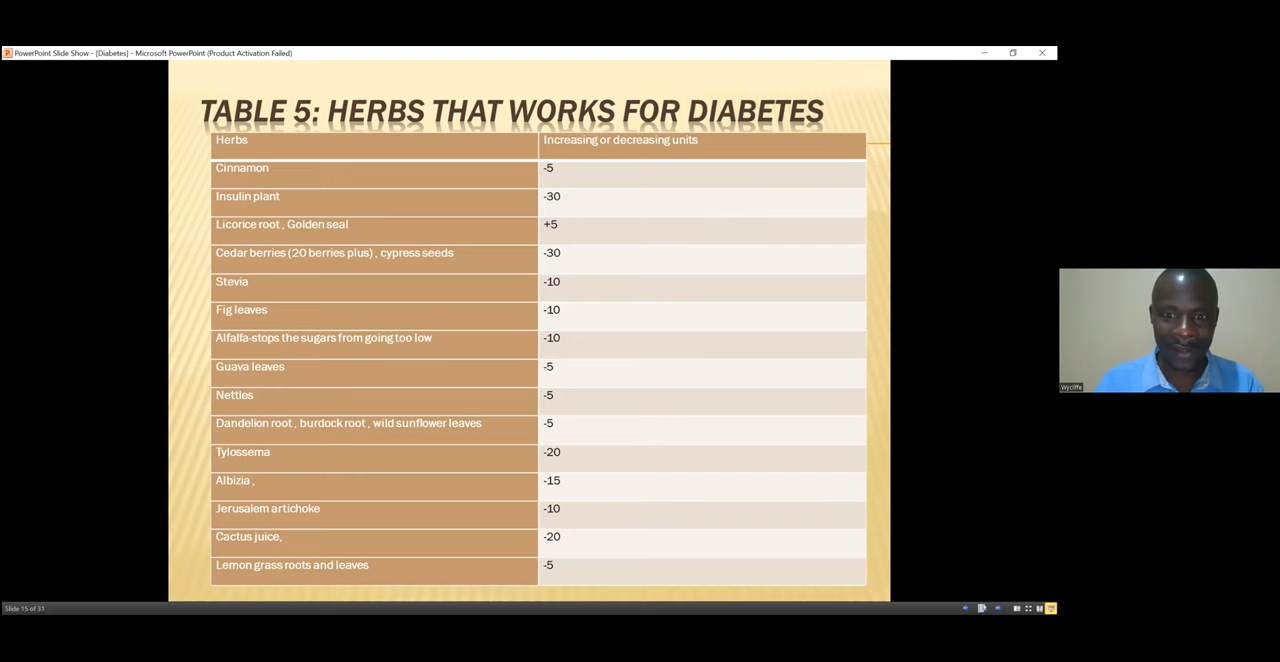 PowerPoint Slide Show - [Diabetes] - Microsoft PowerPoint (Product Activation Failed)
TABLE 5: HERBS THAT WORKS FOR DIABETES
Herbs Increasing or decreasing units
Cinnamon -5
Insulin plant -30
Licorice root , Golden seal +5
Cedar berries (20 berries plus) , cypress seeds -30
Stevia -10
Fig leaves -10
Alfalfa-stops the sugars from going too low -10
Guava leaves -5
Nettles -5
Dandelion root , burdock root , wild sunflower leaves -5
Tylossema -20
Albizia , -15
Jerusalem artichoke -10
Cactus juice, -20
Lemon grass roots and leaves -5
Wycliffe
Slide 15 of 31